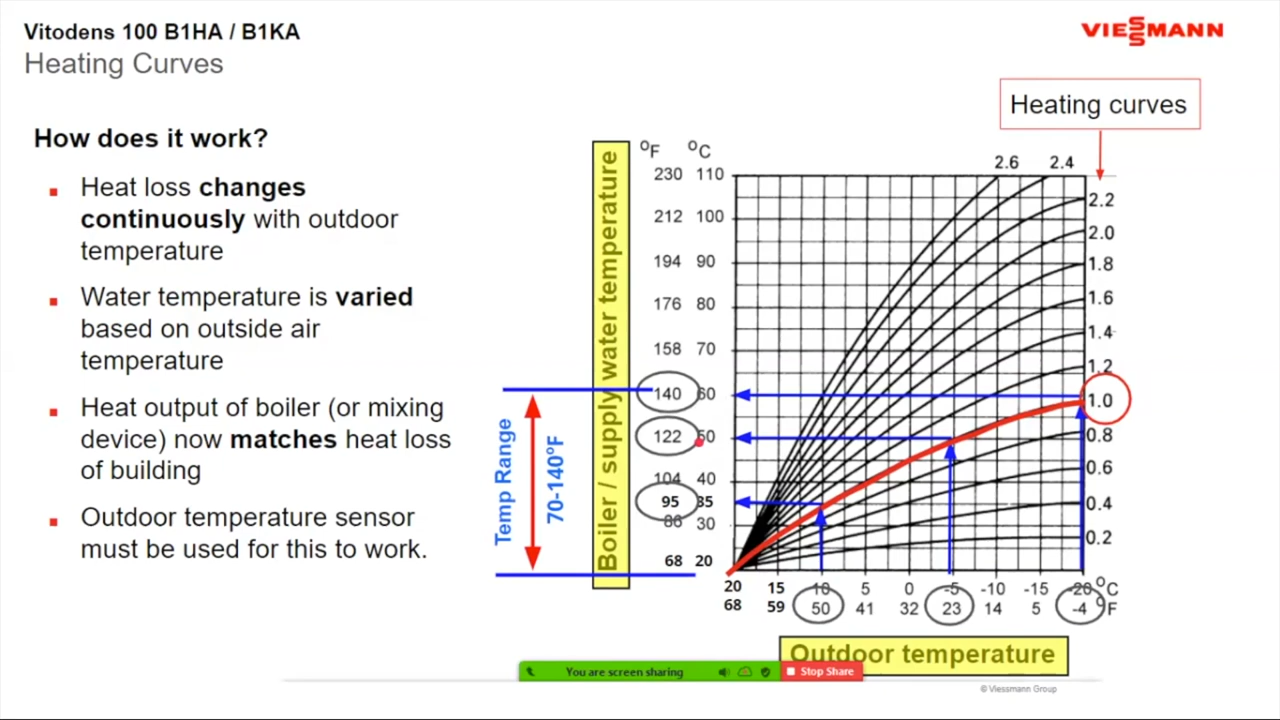 Vitodens 100 B1HA / B1KA
Heating Curves
VIESSMANN
Heating curves
How does it work?
Heat loss changes
continuously with outdoor
temperature
Water temperature is varied
based on outside air
temperature
Heat output of boiler (or mixing
device) now matches heat loss
of building
Outdoor temperature sensor
must be used for this to work.
Temp Range
70-140°F
Boiler / supply water temperature
°F °C
230 110
212 100
194 90
176 80
158 70
140 60
122 50
104 40
95 35
86 30
68 20
2.6 2.4
2.2
2.0
1.8
1.6
1.4
1.2
1.0
0.8
0.6
0.4
0.2
20 15 10 5 0 -5 -10 -15 -20 °C
68 59 50 41 32 23 14 5 -4 °F
Outdoor temperature
You are screen sharing
Stop Share
© Viessmann Group